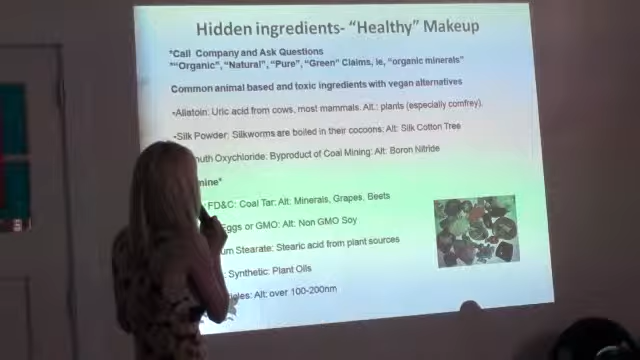 Hidden ingredients- "Healthy" Makeup
*Call Company and Ask Questions
*"Organic", "Natural", "Pure", "Green" Claims, ie, "organic minerals"
Common animal based and toxic ingredients with vegan alternatives
•Allatoin: Uric acid from cows, most mammals. Alt.: plants (especially comfrey).
•Silk Powder: Silkworms are boiled in their cocoons: Alt: Silk Cotton Tree
uth Oxychloride: Byproduct of Coal Mining: Alt: Boron Nitride
mine*
FD&C: Coal Tar: Alt: Minerals, Grapes, Beets
Eggs or GMO: Alt: Non GMO Soy
um Stearate: Stearic acid from plant sources
: Synthetic: Plant Oils
icles: Alt: over 100-200nm